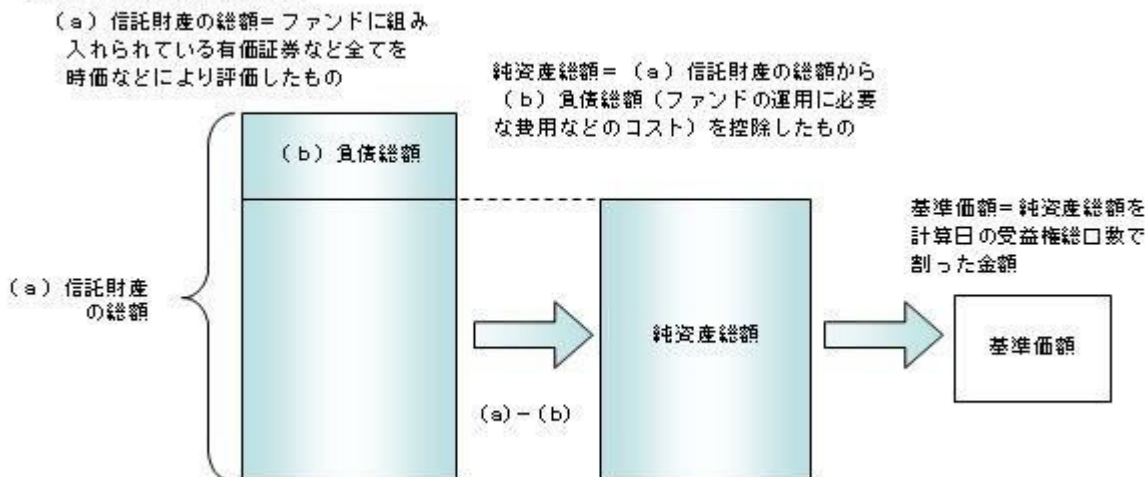 (a)信託財産の総額=ファンドに組み
入れられている有価証券など全てを
時価などにより評価したもの
純資産総額=(a)信託財産の総額から
(b)負債総額(ファンドの運用に必要
な費用などのコスト)を控除したもの
(b)負債総額
基準価額=純資産総額を
計算日の受益権総口数で
割った金額
(a)信託財産
の総額
純資産総額
基準価額
(a)-(b)